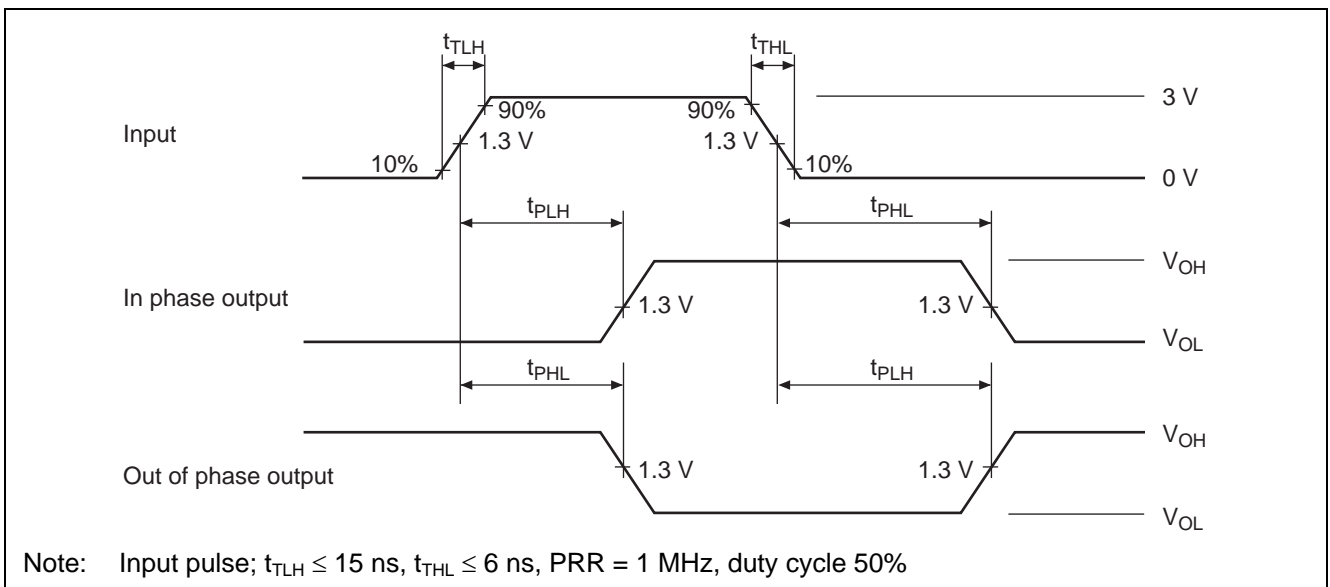 tTLH
tTHL
90%
90%
3 V
Input
1.3 V
1.3 V
10%
10%
0 V
tPLH
tPHL
VOH
In phase output
1.3 V
1.3 V
VOL
tPHL
tPLH
VOH
Out of phase output
1.3 V
1.3 V
VOL
Note: Input pulse; tTLH ≤ 15 ns, tTHL ≤ 6 ns, PRR = 1 MHz, duty cycle 50%